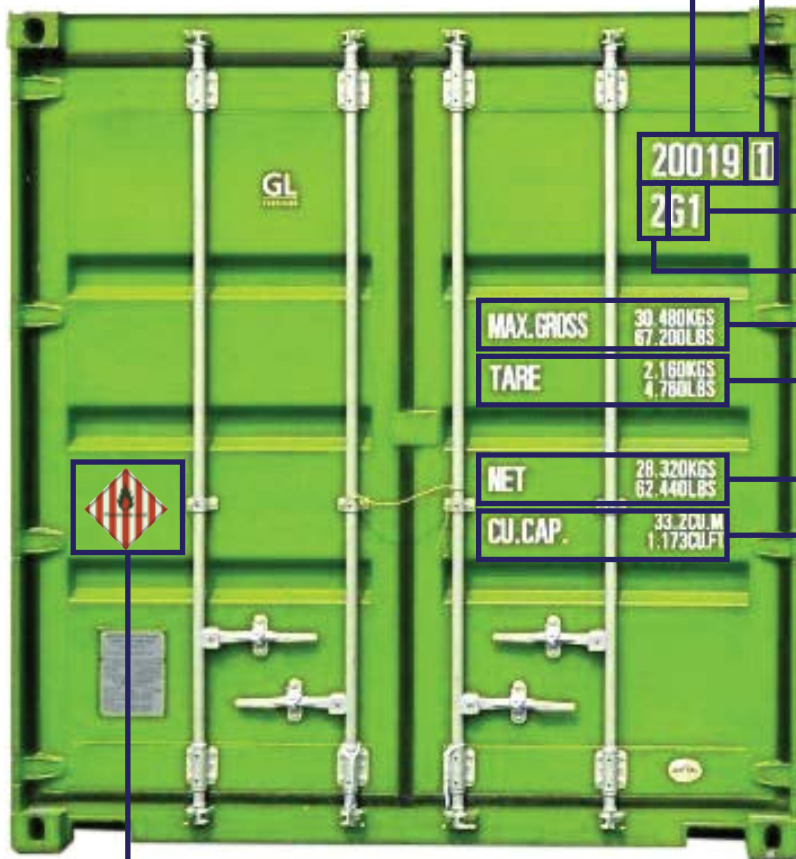 GL
20019 1
2G1
MAX.GROSS 30.480KGS
67.200LBS
TARE 2.160KGS
4.760LBS
NET 28.320KGS
62.440LBS
CU.CAP. 33.2CU.M
1.173CU.FT